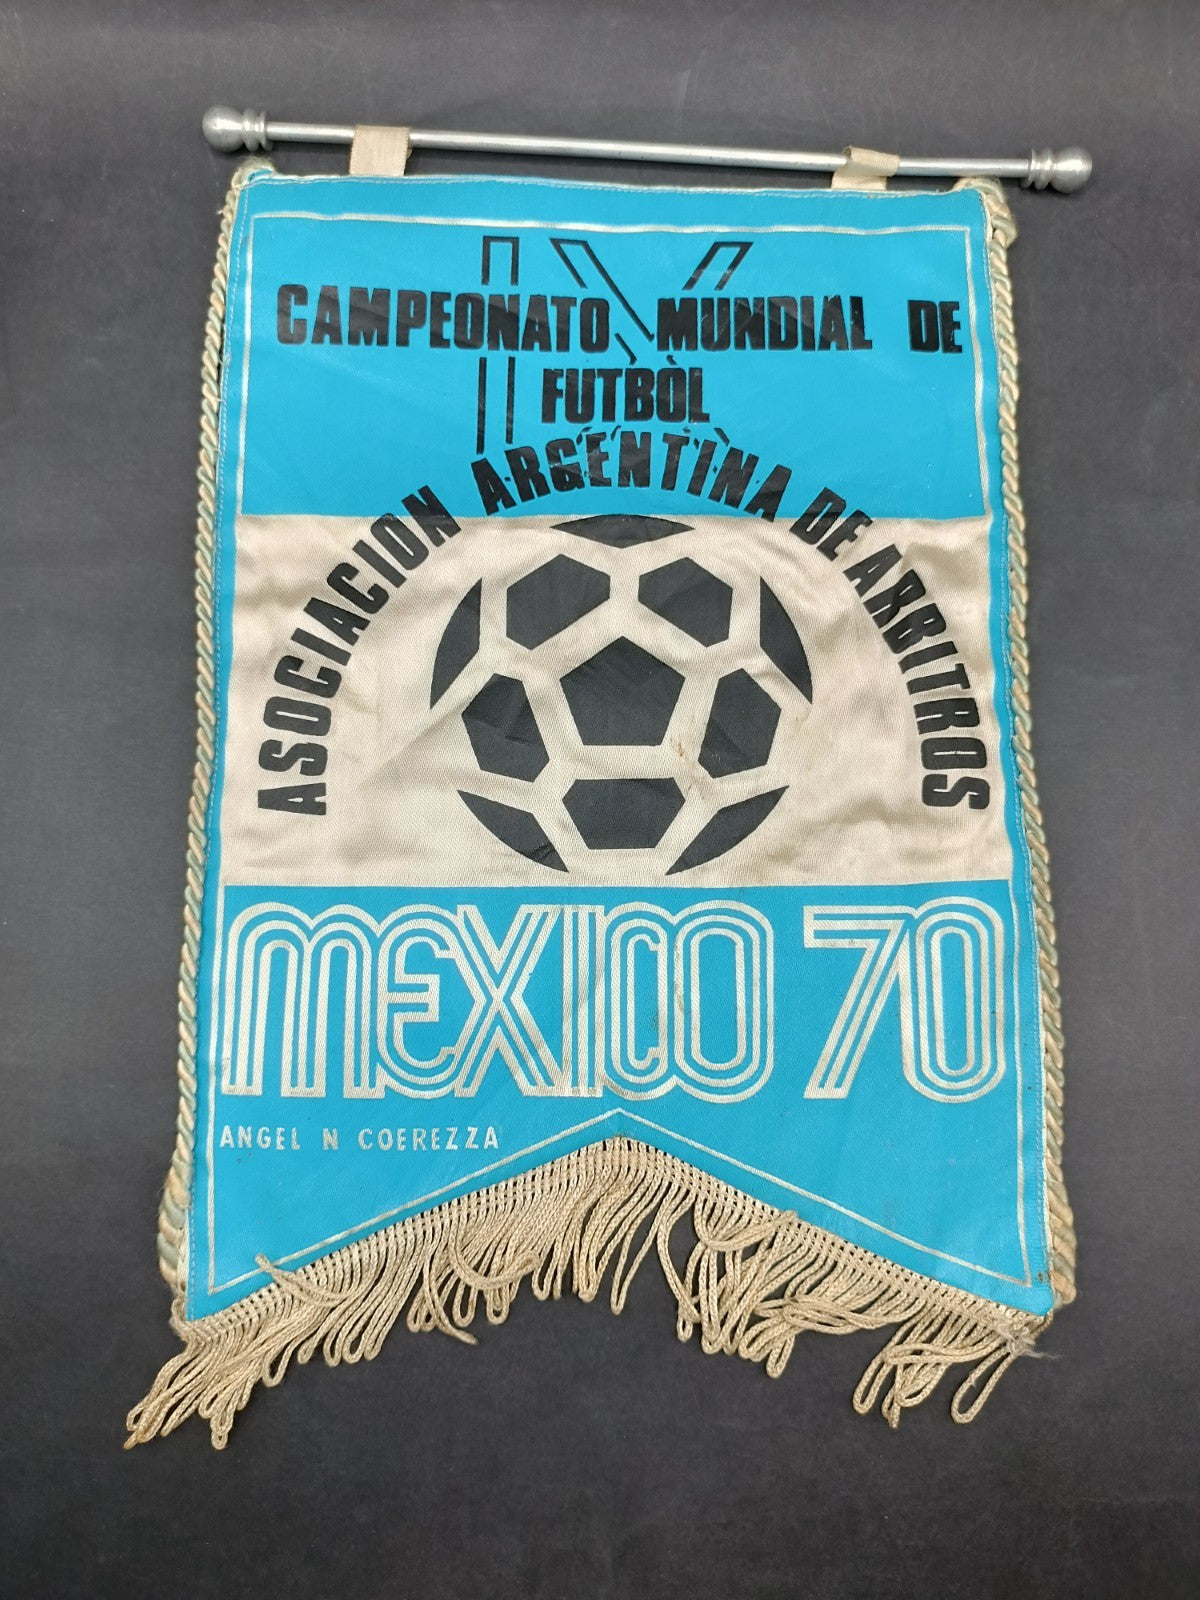 IX
CAMPEONATO MUNDIAL DE
FUTBÒL
ASOCIACION ARGENTINA DE ARBITROS
MEXICO 70
ANGEL N COEREZZA